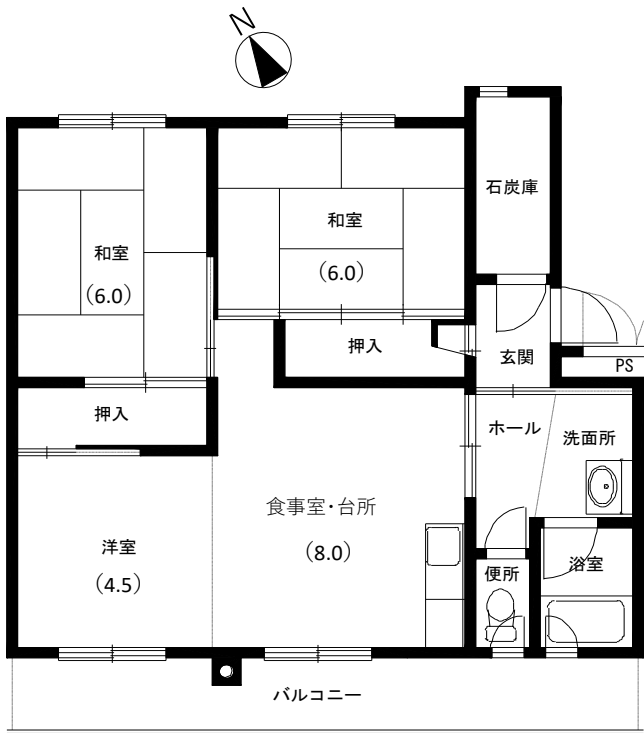 N
石炭庫
和室
(6.0)
和室
(6.0)
玄関
PS
押入
押入
ホール
洗面所
食事室・台所
(8.0)
洋室
(4.5)
便所
浴室
バルコニー